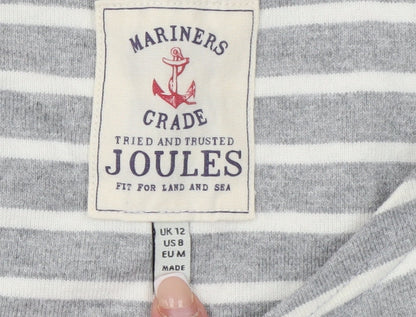 MARINERS
GRADE
TRIED AND TRUSTED
JOULES
FIT FOR LAND AND SEA
UK 12
US 8
EU M
MADE